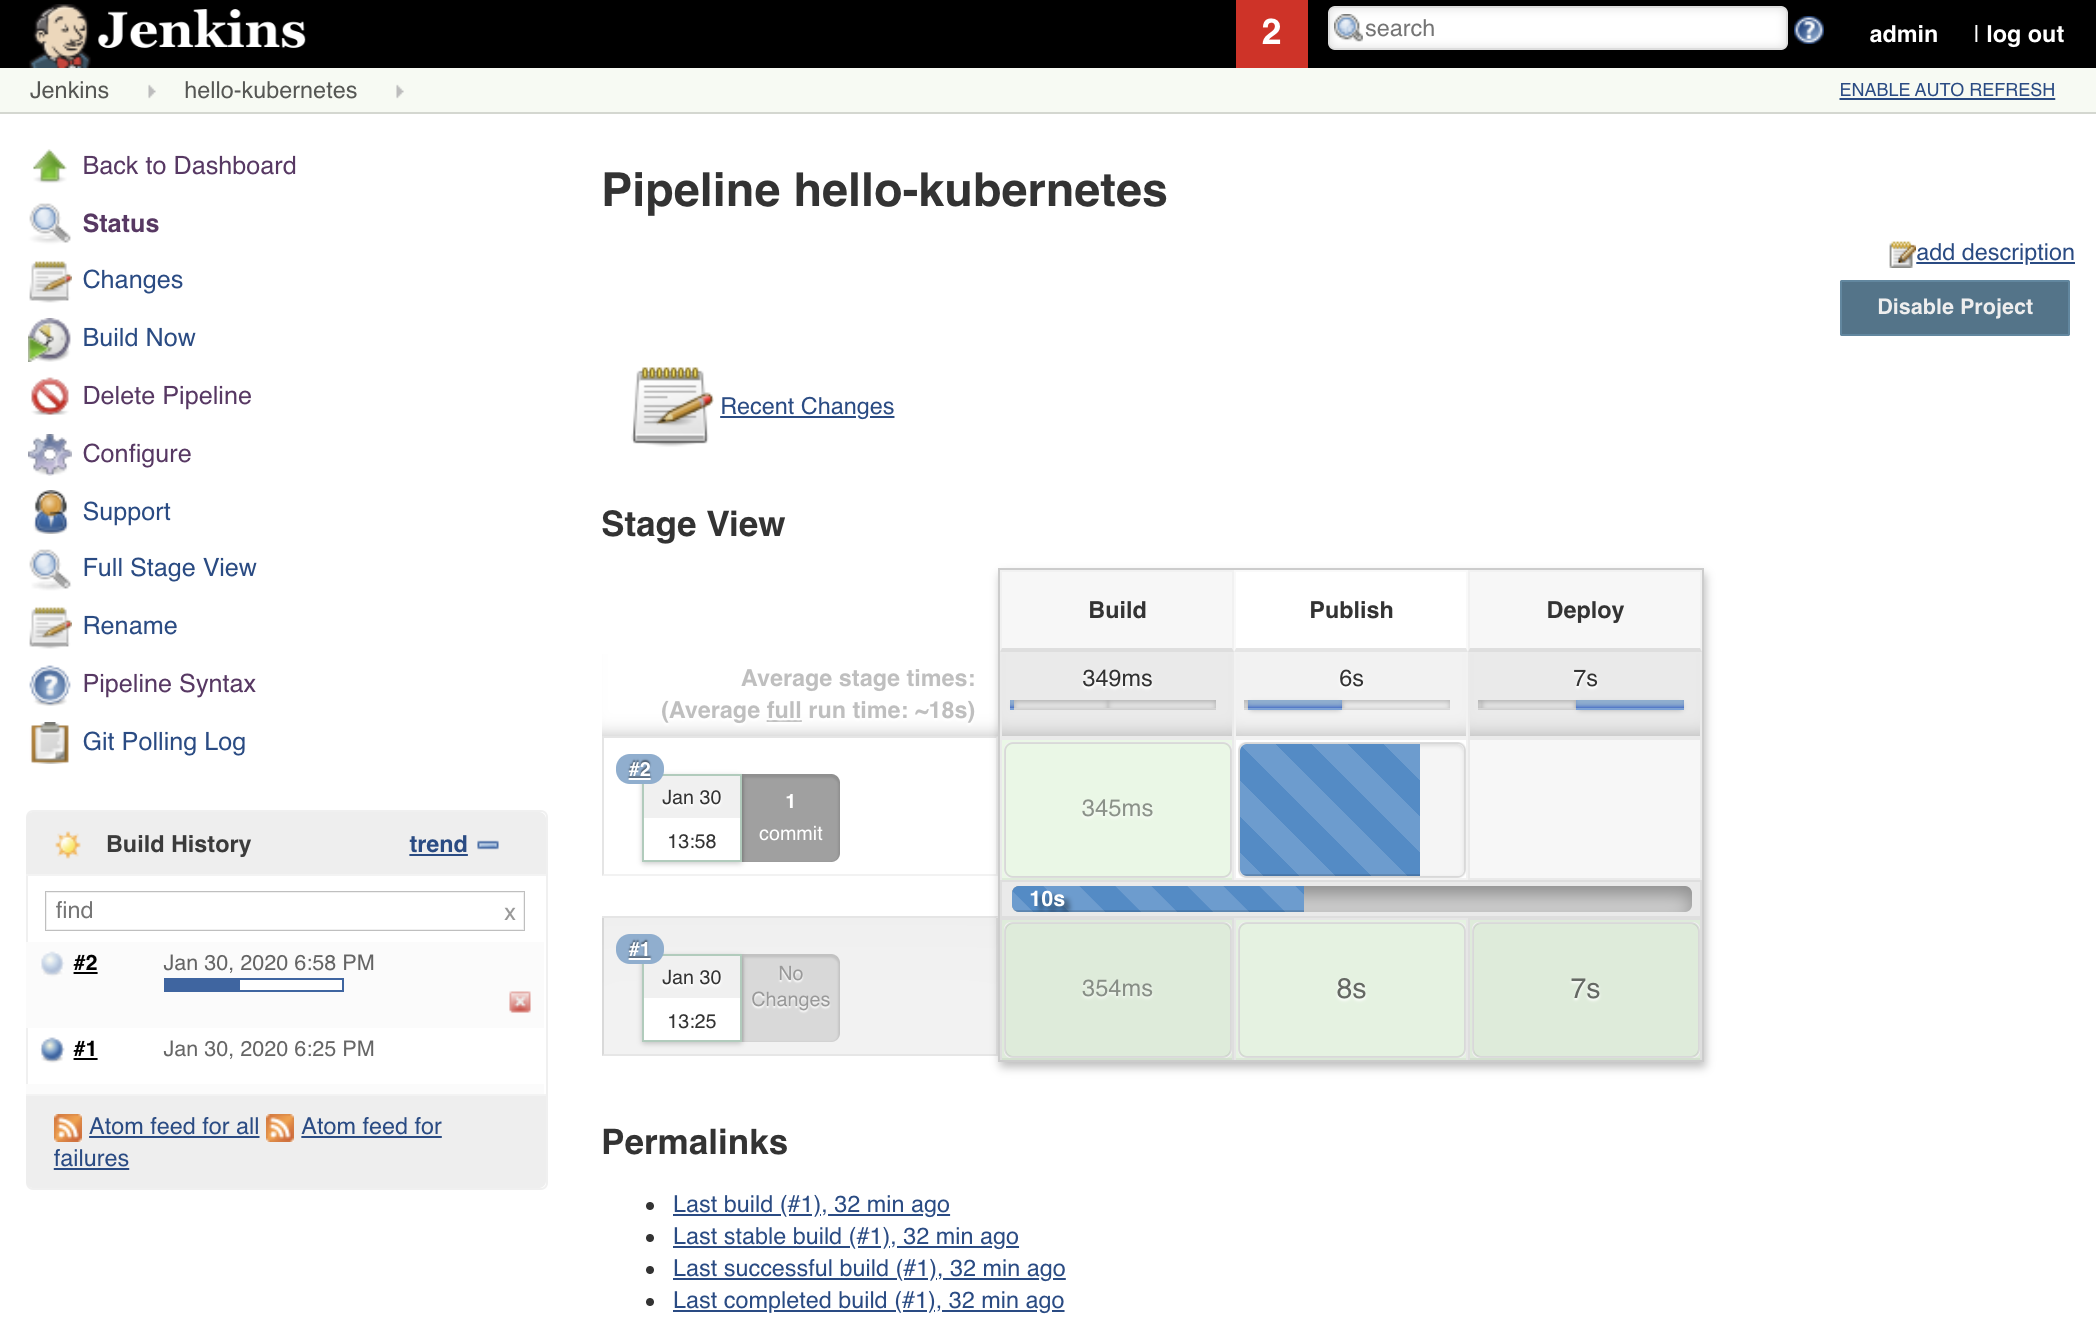 Jenkins
2
search
admin
| log out
Jenkins
hello-kubernetes
ENABLE AUTO REFRESH
Back to Dashboard
Status
Changes
Build Now
Delete Pipeline
Configure
Support
Full Stage View
Rename
Pipeline Syntax
Git Polling Log
Build History
trend
find
x
#2
Jan 30, 2020 6:58 PM
#1
Jan 30, 2020 6:25 PM
Atom feed for all
Atom feed for
failures
Pipeline hello-kubernetes
add description
Disable Project
Recent Changes
Stage View
Build
Publish
Deploy
Average stage times:
(Average full run time: ~18s)
349ms
6s
7s
#2
Jan 30
13:58
1
commit
345ms
10s
#1
Jan 30
13:25
No
Changes
354ms
8s
7s
Permalinks
Last build (#1), 32 min ago
Last stable build (#1), 32 min ago
Last successful build (#1), 32 min ago
Last completed build (#1), 32 min ago